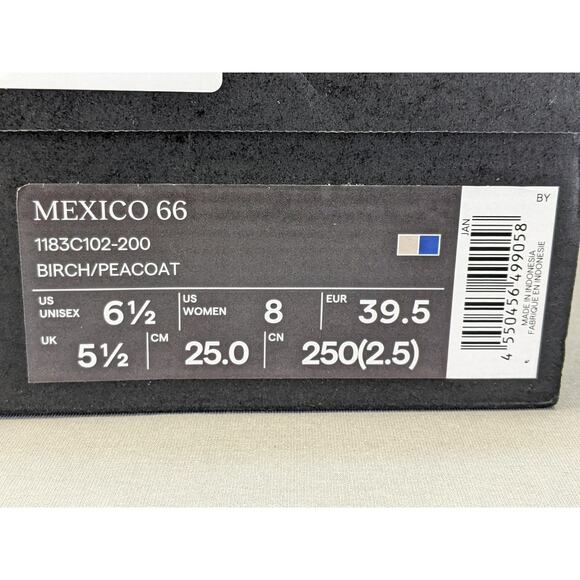 MEXICO 66
1183C102-200
BIRCH/PEACOAT
US UNISEX 6½ US WOMEN 8 EUR 39.5
UK 5½ CM 25.0 CN 250(2.5)
BY
JAN
4 550456 499058
MADE IN INDONESIA
FABRIQUE EN INDONESIE